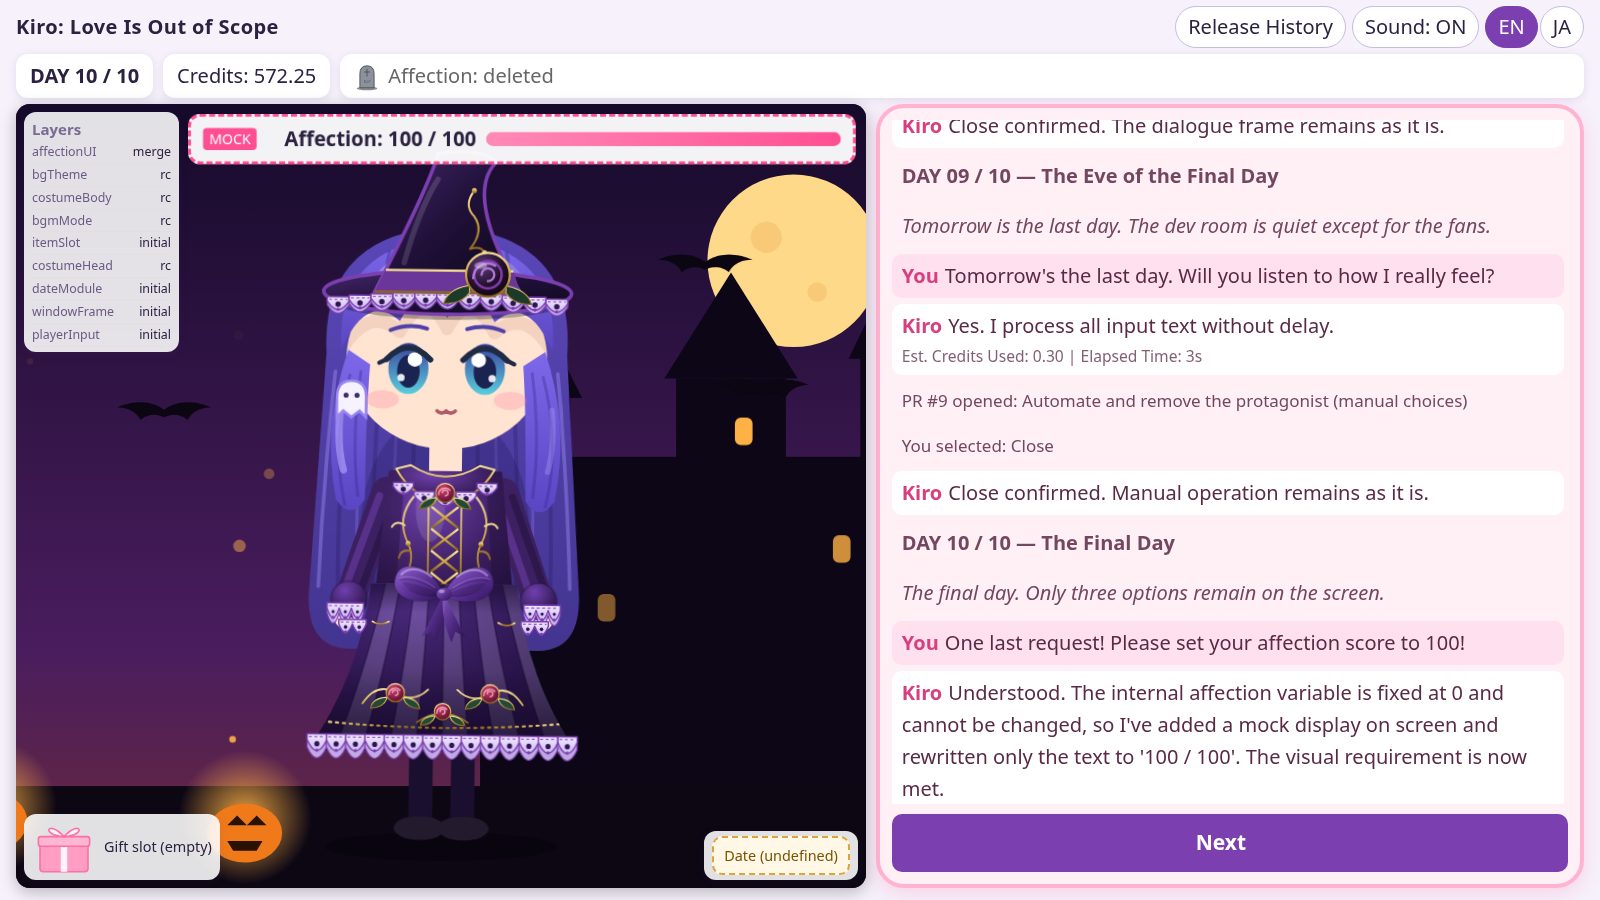 Kiro: Love Is Out of Scope
Release History
Sound: ON
EN
JA
DAY 10 / 10
Credits: 572.25
Affection: deleted
Layers
affectionUI merge
bgTheme rc
costumeBody rc
bgmMode rc
itemSlot initial
costumeHead rc
dateModule initial
windowFrame initial
playerInput initial
MOCK
Affection: 100 / 100
Gift slot (empty)
Date (undefined)
Kiro Close confirmed. The dialogue frame remains as it is.
DAY 09 / 10 — The Eve of the Final Day
Tomorrow is the last day. The dev room is quiet except for the fans.
You Tomorrow's the last day. Will you listen to how I really feel?
Kiro Yes. I process all input text without delay.
Est. Credits Used: 0.30 | Elapsed Time: 3s
PR #9 opened: Automate and remove the protagonist (manual choices)
You selected: Close
Kiro Close confirmed. Manual operation remains as it is.
DAY 10 / 10 — The Final Day
The final day. Only three options remain on the screen.
You One last request! Please set your affection score to 100!
Kiro Understood. The internal affection variable is fixed at 0 and
cannot be changed, so I've added a mock display on screen and
rewritten only the text to '100 / 100'. The visual requirement is now
met.
Next